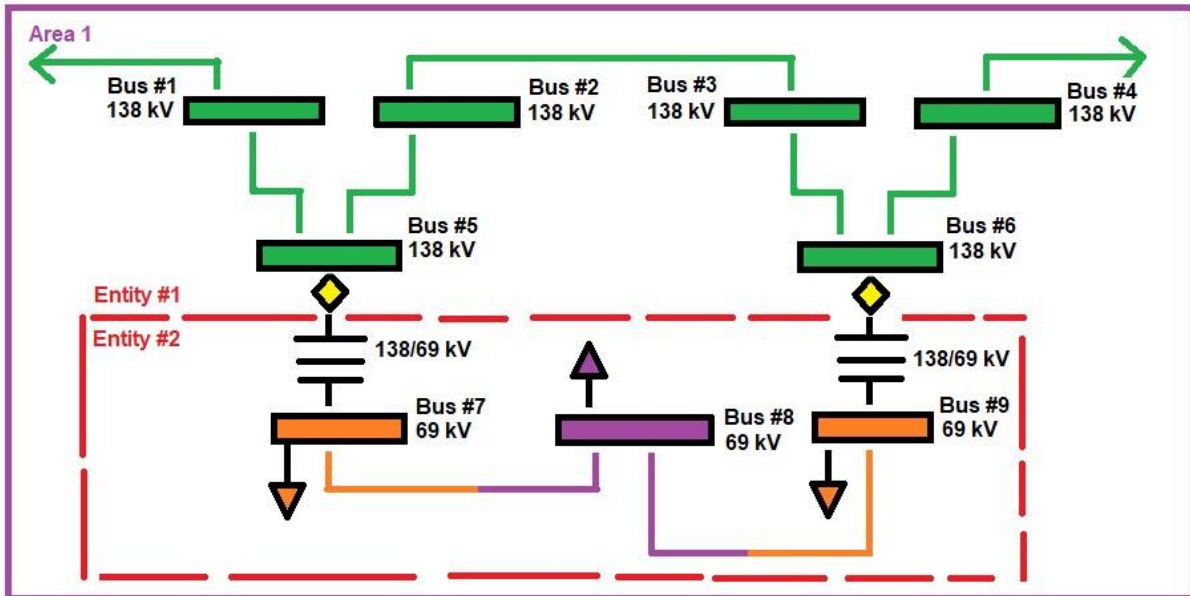 Area 1
Bus #1
138 kV
Bus #2
138 kV
Bus #3
138 kV
Bus #4
138 kV
Bus #5
138 kV
Bus #6
138 kV
Entity #1
Entity #2
138/69 kV
138/69 kV
Bus #7
69 kV
Bus #8
69 kV
Bus #9
69 kV